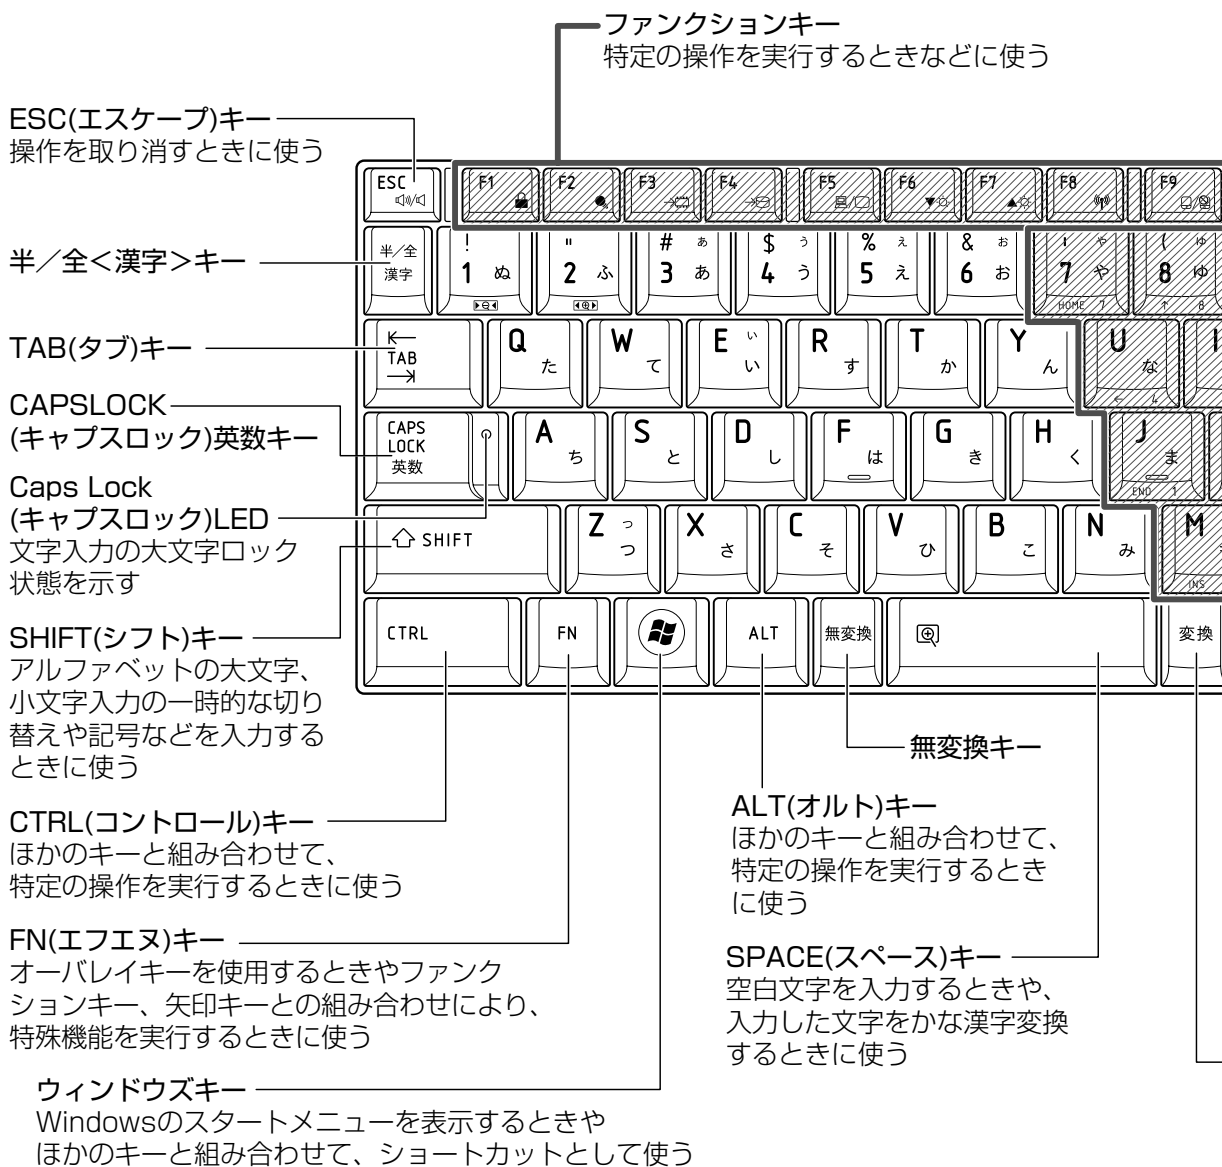 ファンクションキー
特定の操作を実行するときなどに使う
ESC(エスケープ)キー
操作を取り消すときに使う
ESC F1 F2 F3 F4 F5 F6 F7 F8 F9
半/全<漢字>キー
半/全 ! " # ぁ $ ぅ % ぇ & ぉ ' ゃ ( ゅ
漢字 1 ぬ 2 ふ 3 あ 4 う 5 え 6 お 7 や 8 ゆ
HOME 7 ↑ 8
TAB(タブ)キー
TAB Q た W て E ぃ い R す T か Y ん U な I
← 4
CAPSLOCK
(キャプスロック)英数キー
CAPS
LOCK
英数
A ち S と D し F は G き H く J ま
END 1
Caps Lock
(キャプスロック)LED
文字入力の大文字ロック
状態を示す
SHIFT Z っ つ X さ C そ V ひ B こ N み M
INS
SHIFT(シフト)キー
アルファベットの大文字、
小文字入力の一時的な切り
替えや記号などを入力する
ときに使う
CTRL FN ALT 無変換 変換
無変換キー
CTRL(コントロール)キー
ほかのキーと組み合わせて、
特定の操作を実行するときに使う
ALT(オルト)キー
ほかのキーと組み合わせて、
特定の操作を実行するとき
に使う
FN(エフエヌ)キー
オーバレイキーを使用するときやファンク
ションキー、矢印キーとの組み合わせにより、
特殊機能を実行するときに使う
SPACE(スペース)キー
空白文字を入力するときや、
入力した文字をかな漢字変換
するときに使う
ウィンドウズキー
Windowsのスタートメニューを表示するときや
ほかのキーと組み合わせて、ショートカットとして使う